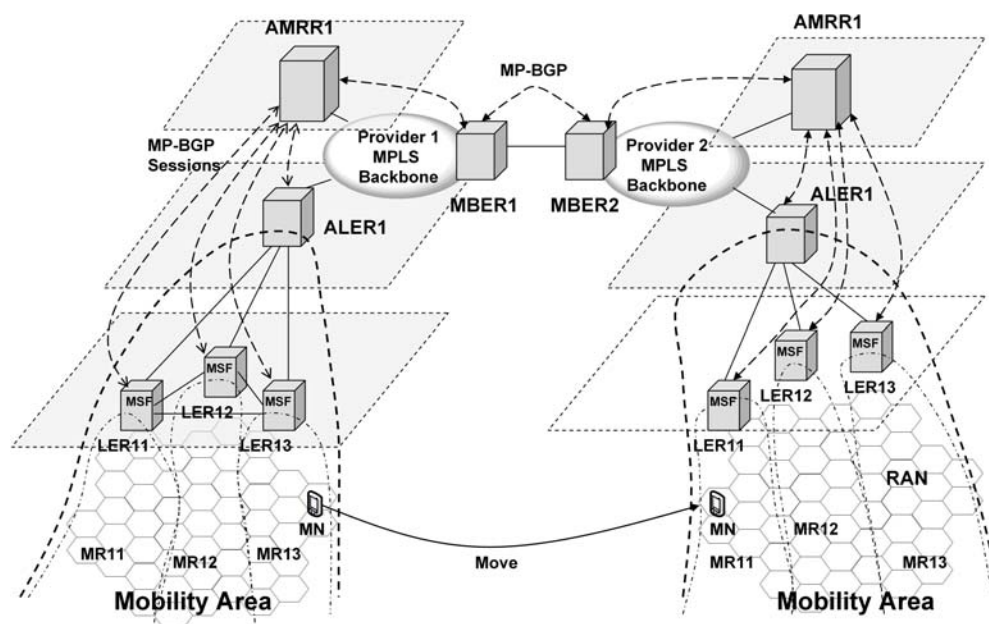 AMRR1
AMRR1
MP-BGP
MP-BGP
Sessions
Provider 1
MPLS
Backbone
Provider 2
MPLS
Backbone
MBER1
MBER2
ALER1
ALER1
MSF
MSF
MSF
LER11
LER12
LER13
MSF
MSF
MSF
LER11
LER12
LER13
RAN
MN
MN
MR11
MR12
MR13
Move
MR11
MR12
MR13
Mobility Area
Mobility Area